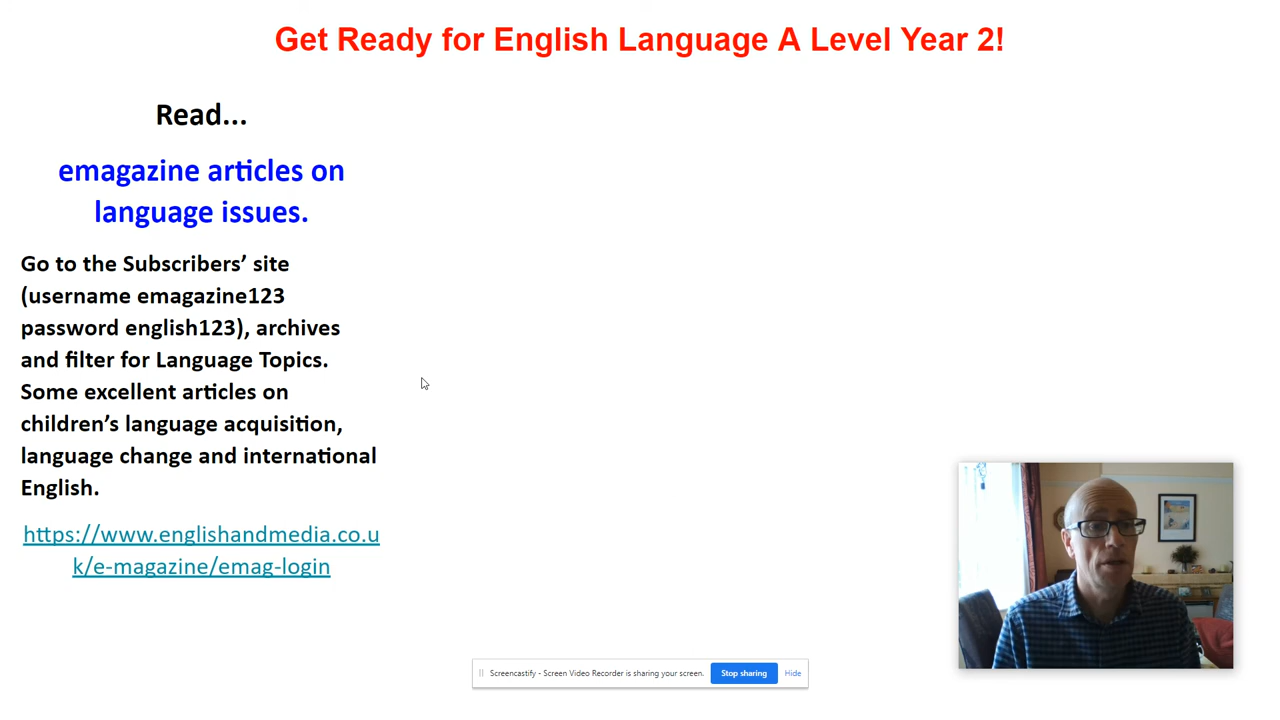 Get Ready for English Language A Level Year 2!
Read...
emagazine articles on
language issues.
Go to the Subscribers’ site
(username emagazine123
password english123), archives
and filter for Language Topics.
Some excellent articles on
children’s language acquisition,
language change and international
English.
https://www.englishandmedia.co.u
k/e-magazine/emag-login
Screencastify - Screen Video Recorder is sharing your screen. Stop sharing Hide